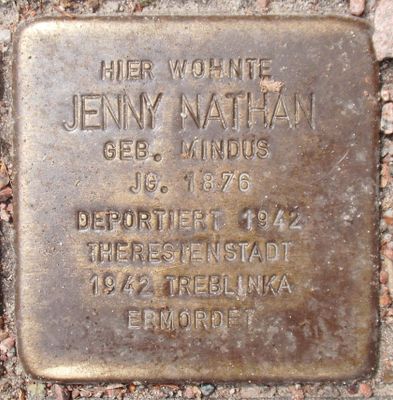 HIER WOHNTE
JENNY NATHAN
GEB. MINDUS
JG. 1876
DEPORTIERT 1942
THERESIENSTADT
1942 TREBLINKA
ERMORDET